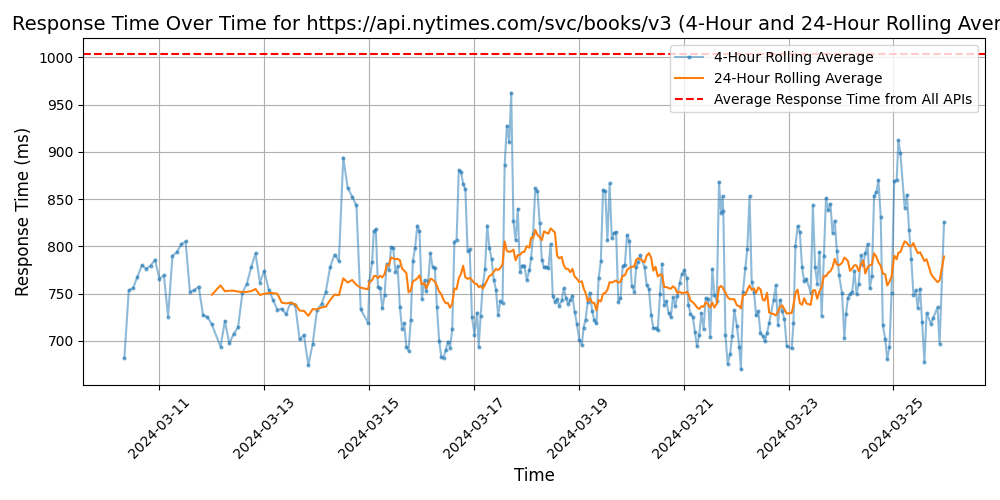 Response Time Over Time for https://api.nytimes.com/svc/books/v3 (4-Hour and 24-Hour Rolling Aver
4-Hour Rolling Average
24-Hour Rolling Average
Average Response Time from All APIs
Response Time (ms)
1000
950
900
850
800
750
700
2024-03-11
2024-03-13
2024-03-15
2024-03-17
2024-03-19
2024-03-21
2024-03-23
2024-03-25
Time